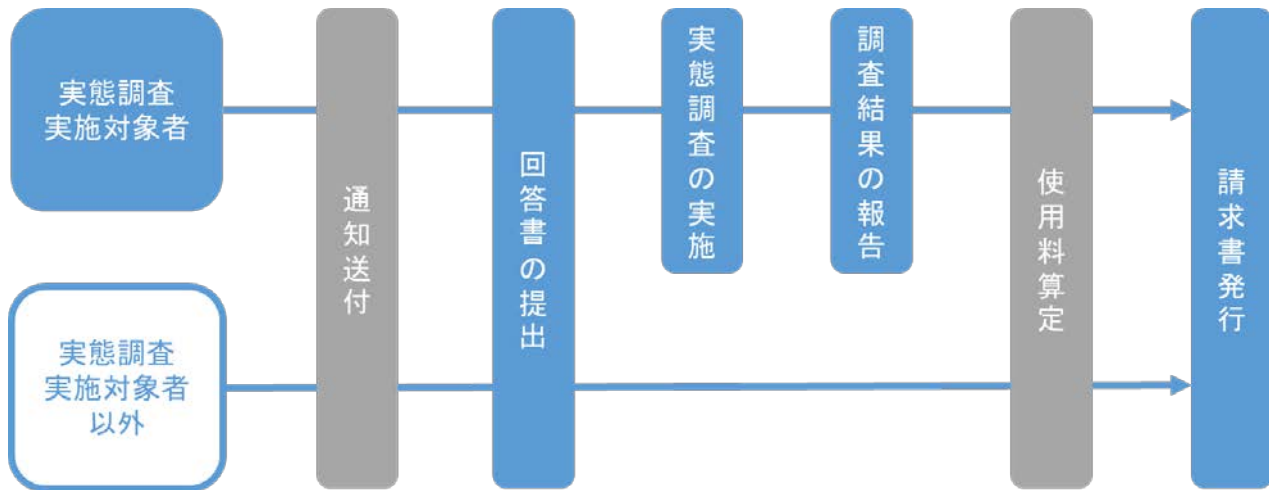 実態調査
実施対象者
実態調査
実施対象者
以外
通知送付
回答書の提出
実態調査の実施
調査結果の報告
使用料算定
請求書発行